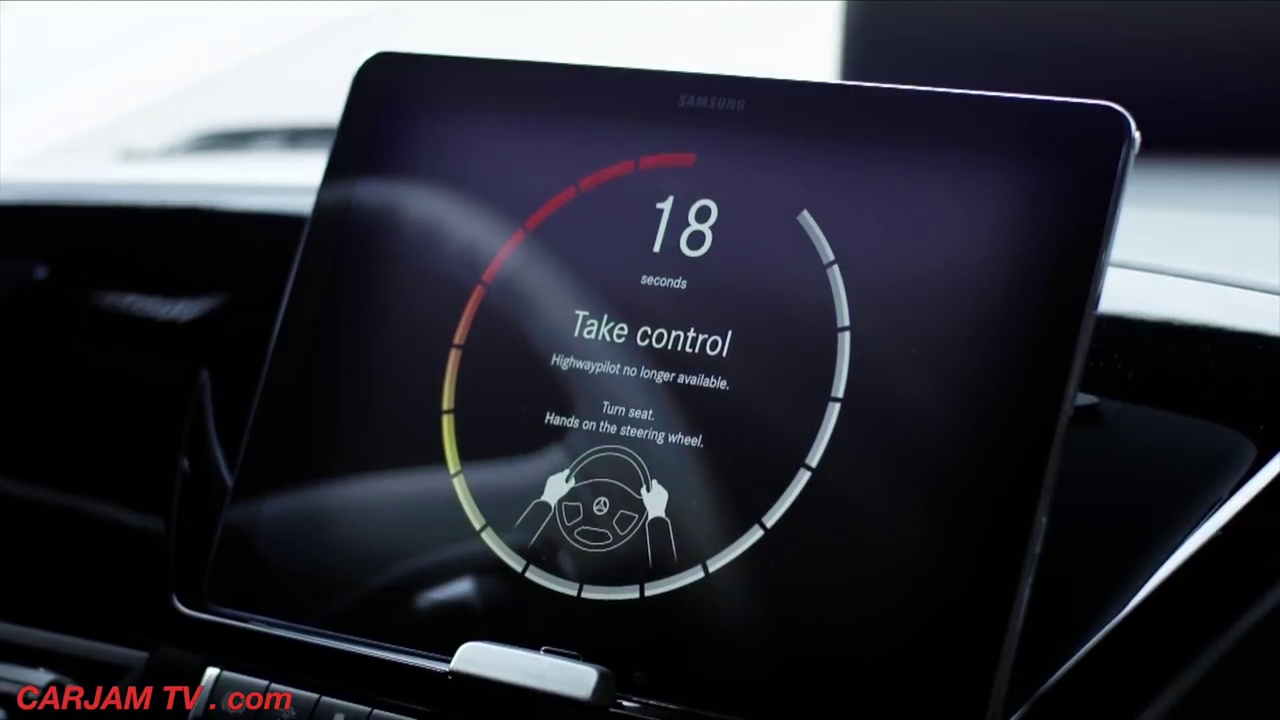 SAMSUNG
18
seconds
Take control
Highwaypilot no longer available.
Turn seat.
Hands on the steering wheel.
CARJAM TV . com